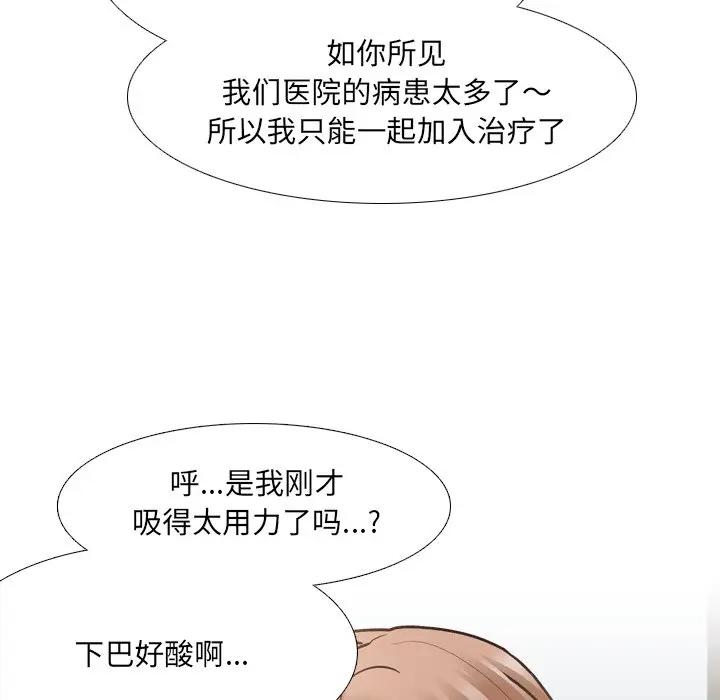 如你所见
我们医院的病患太多了～
所以我只能一起加入治疗了
呼...是我刚才
吸得太用力了吗...?
下巴好酸啊...